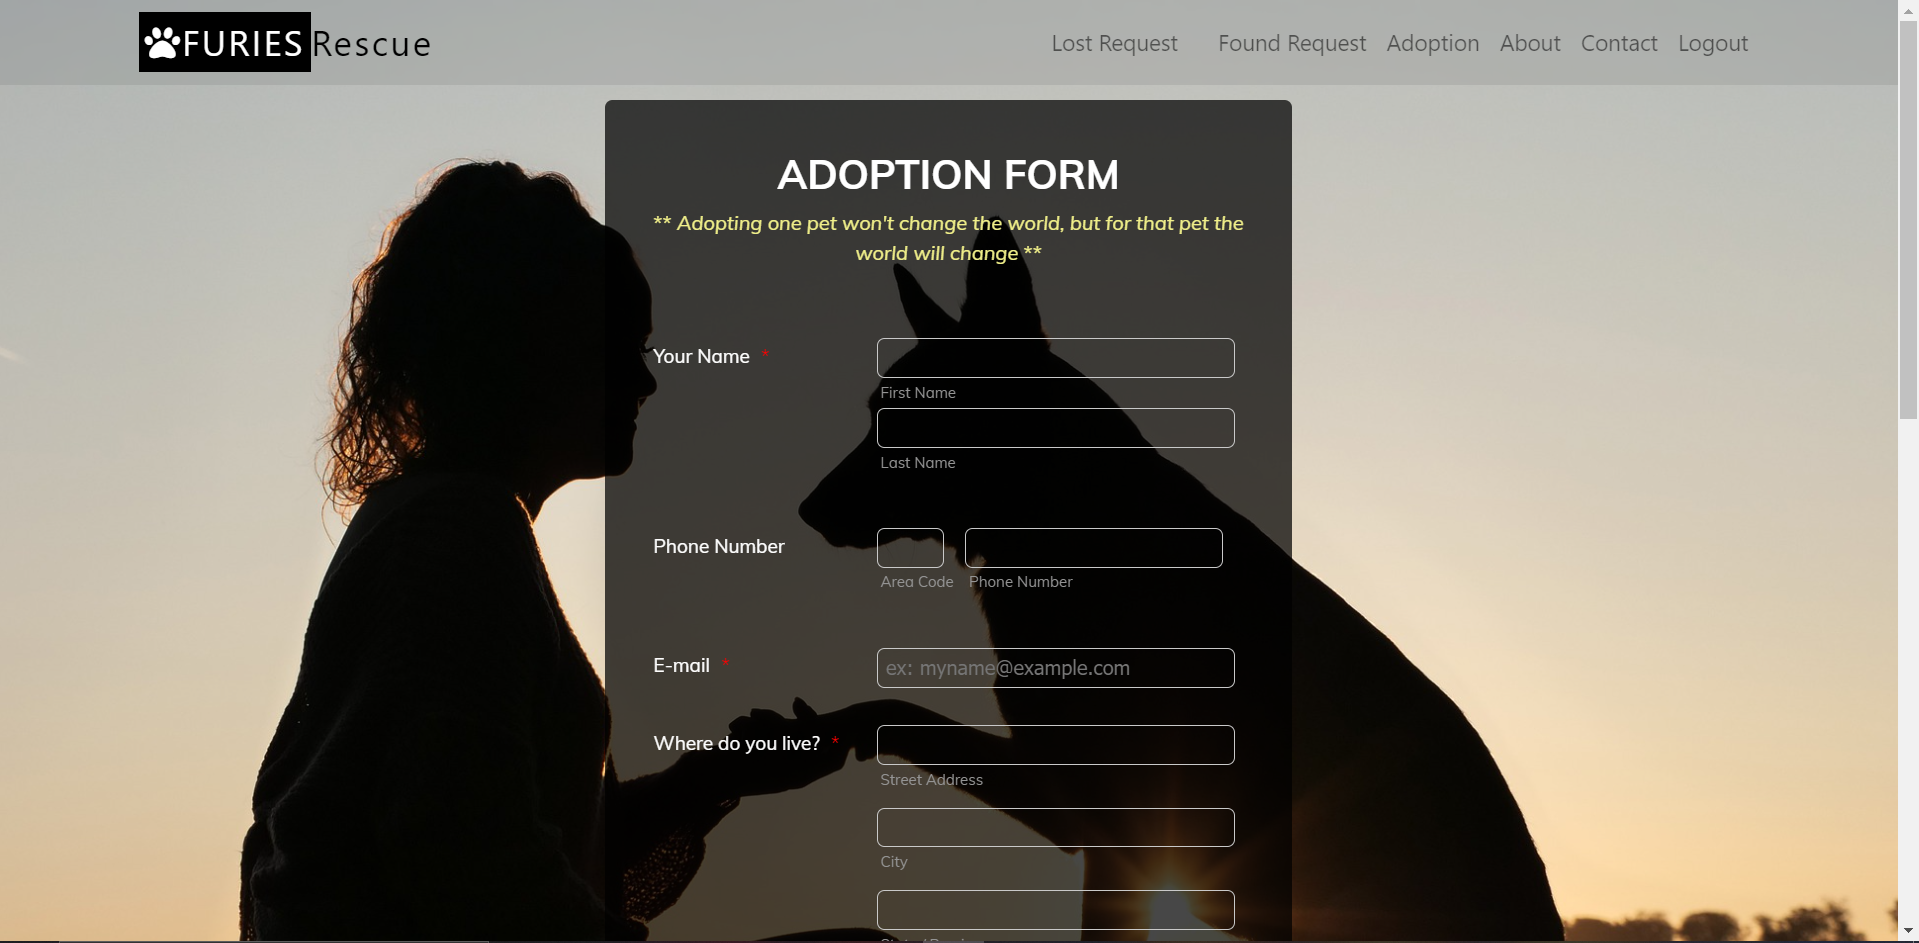 FURIES Rescue
Lost Request Found Request Adoption About Contact Logout
ADOPTION FORM
** Adopting one pet won't change the world, but for that pet the
world will change **
Your Name *
First Name
Last Name
Phone Number
Area Code Phone Number
E-mail *
ex: myname@example.com
Where do you live? *
Street Address
City